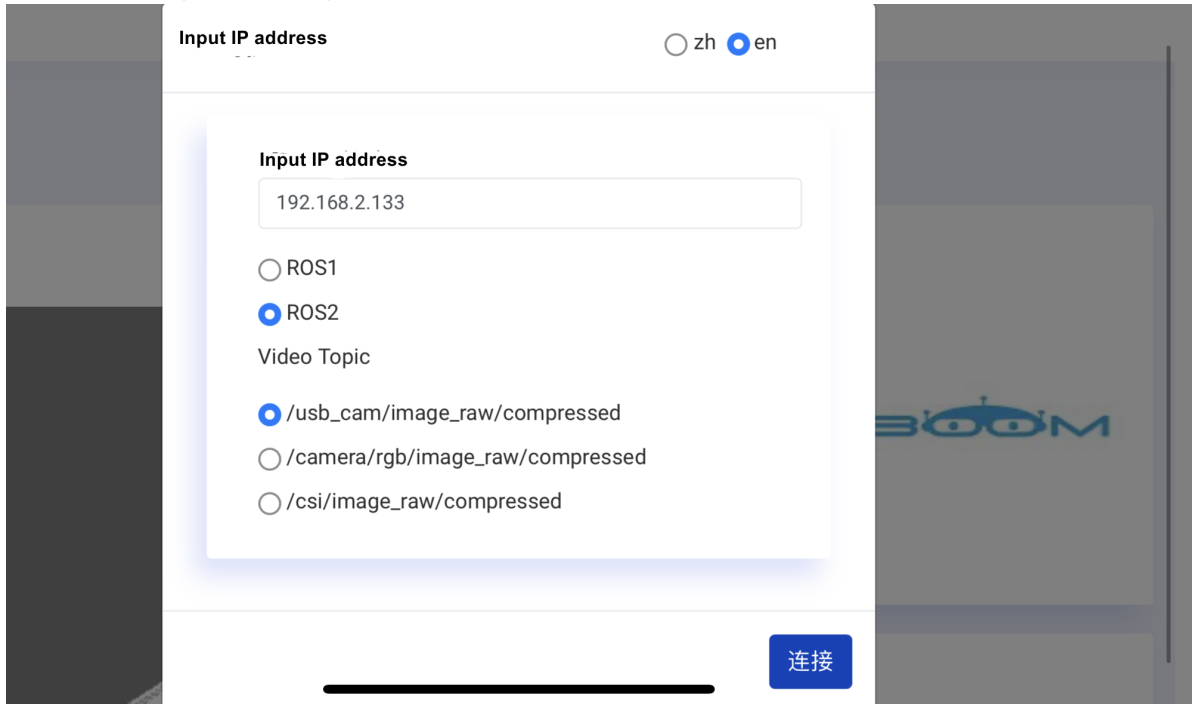 Input IP address
zh en
Input IP address
192.168.2.133
ROS1
ROS2
Video Topic
/usb_cam/image_raw/compressed
/camera/rgb/image_raw/compressed
/csi/image_raw/compressed
BOOM
连接